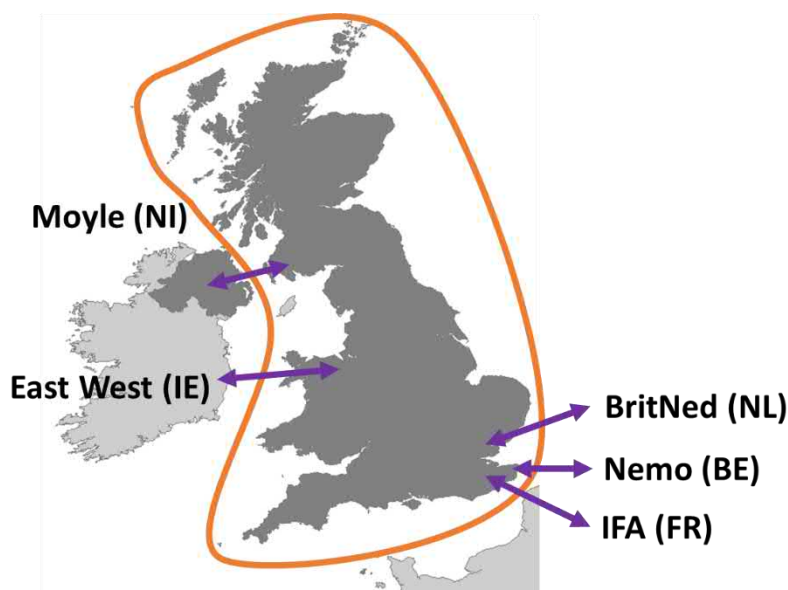 Moyle (NI)
East West (IE)
BritNed (NL)
Nemo (BE)
IFA (FR)